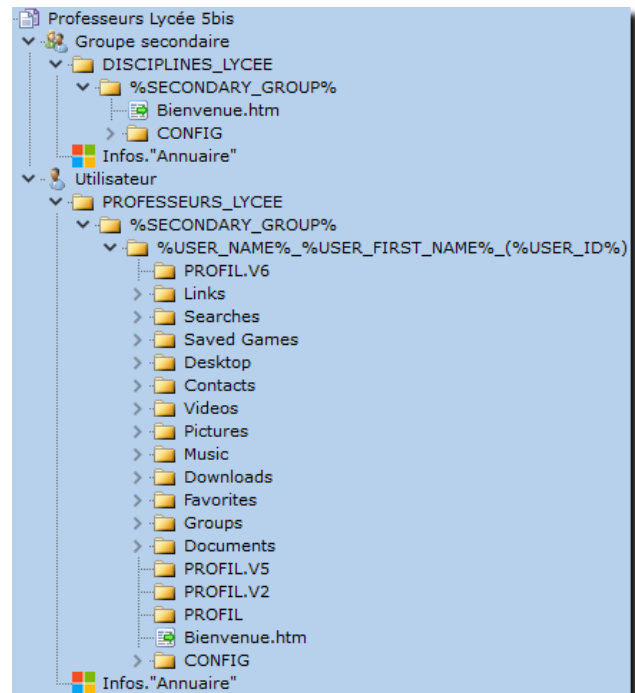 Professeurs Lycée 5bis
Groupe secondaire
DISCIPLINES_LYCEE
%SECONDARY_GROUP%
Bienvenue.htm
CONFIG
Infos."Annuaire"
Utilisateur
PROFESSEURS_LYCEE
%SECONDARY_GROUP%
%USER_NAME%_%USER_FIRST_NAME%_(%USER_ID%)
PROFIL.V6
Links
Searches
Saved Games
Desktop
Contacts
Videos
Pictures
Music
Downloads
Favorites
Groups
Documents
PROFIL.V5
PROFIL.V2
PROFIL
Bienvenue.htm
CONFIG
Infos."Annuaire"